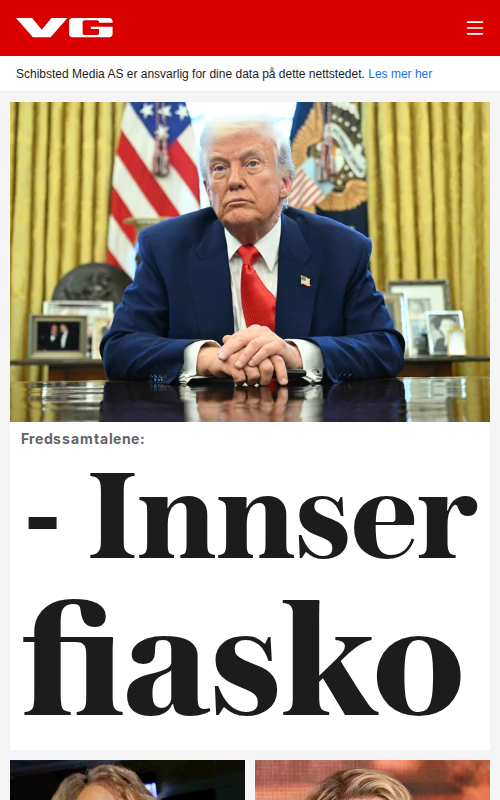 VG
Schibsted Media AS er ansvarlig for dine data på dette nettstedet. Les mer her
Fredssamtalene:
- Innser
fiasko